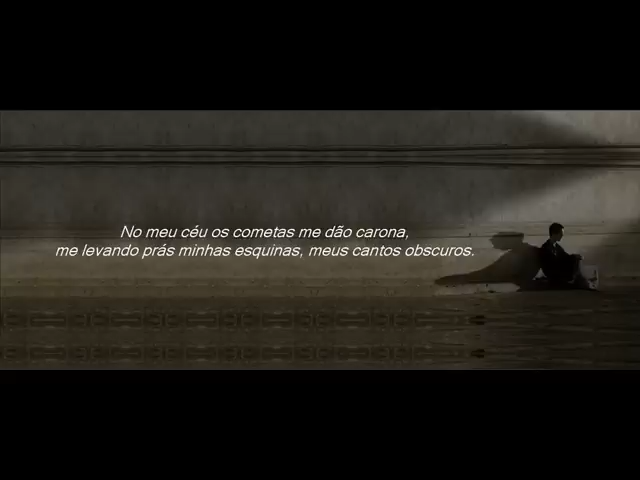 No meu céu os cometas me dão carona,
me levando prás minhas esquinas, meus cantos obscuros.